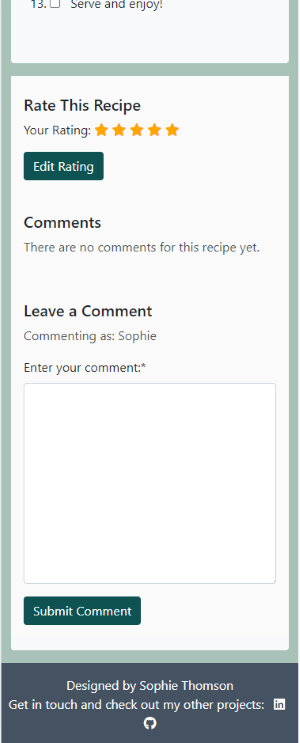 13. Serve and enjoy!
Rate This Recipe
Your Rating:
Edit Rating
Comments
There are no comments for this recipe yet.
Leave a Comment
Commenting as: Sophie
Enter your comment:*
Submit Comment
Designed by Sophie Thomson
Get in touch and check out my other projects: